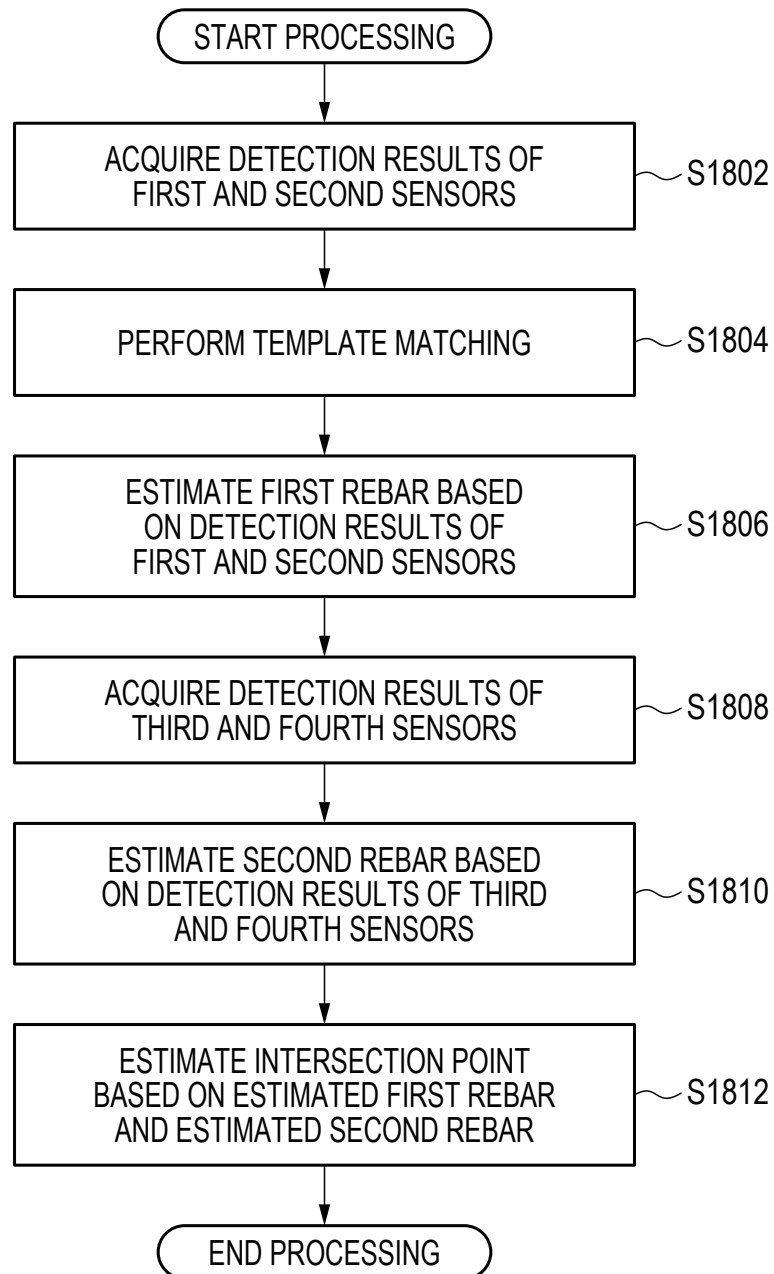 START PROCESSING
ACQUIRE DETECTION RESULTS OF
FIRST AND SECOND SENSORS
S1802
PERFORM TEMPLATE MATCHING
S1804
ESTIMATE FIRST REBAR BASED
ON DETECTION RESULTS OF
FIRST AND SECOND SENSORS
S1806
ACQUIRE DETECTION RESULTS OF
THIRD AND FOURTH SENSORS
S1808
ESTIMATE SECOND REBAR BASED
ON DETECTION RESULTS OF THIRD
AND FOURTH SENSORS
S1810
ESTIMATE INTERSECTION POINT
BASED ON ESTIMATED FIRST REBAR
AND ESTIMATED SECOND REBAR
S1812
END PROCESSING